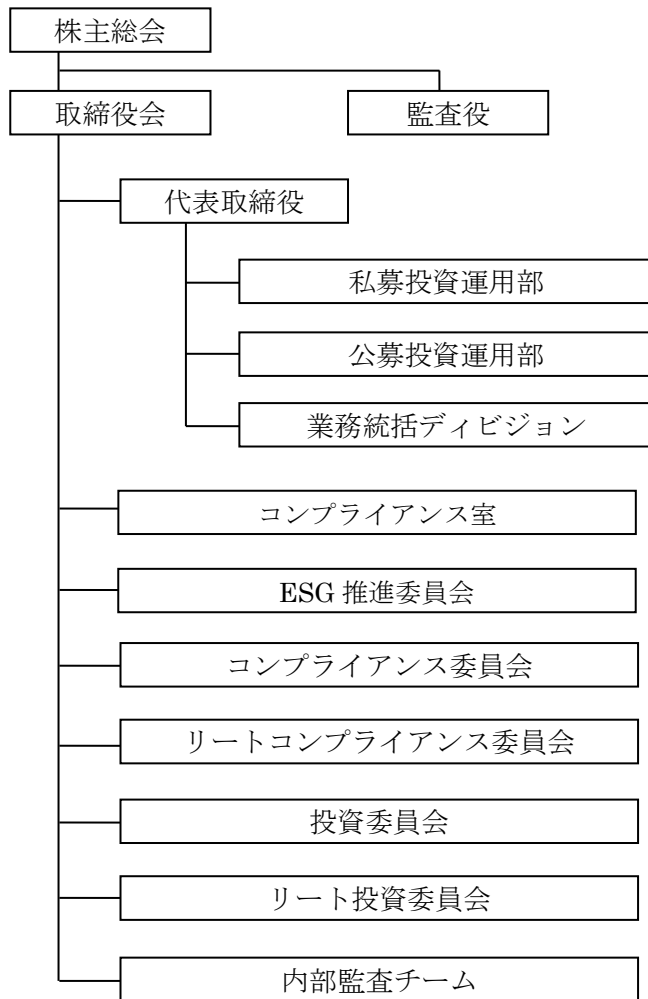 株主総会
取締役会
監査役
代表取締役
私募投資運用部
公募投資運用部
業務統括ディビジョン
コンプライアンス室
ESG 推進委員会
コンプライアンス委員会
リートコンプライアンス委員会
投資委員会
リート投資委員会
内部監査チーム